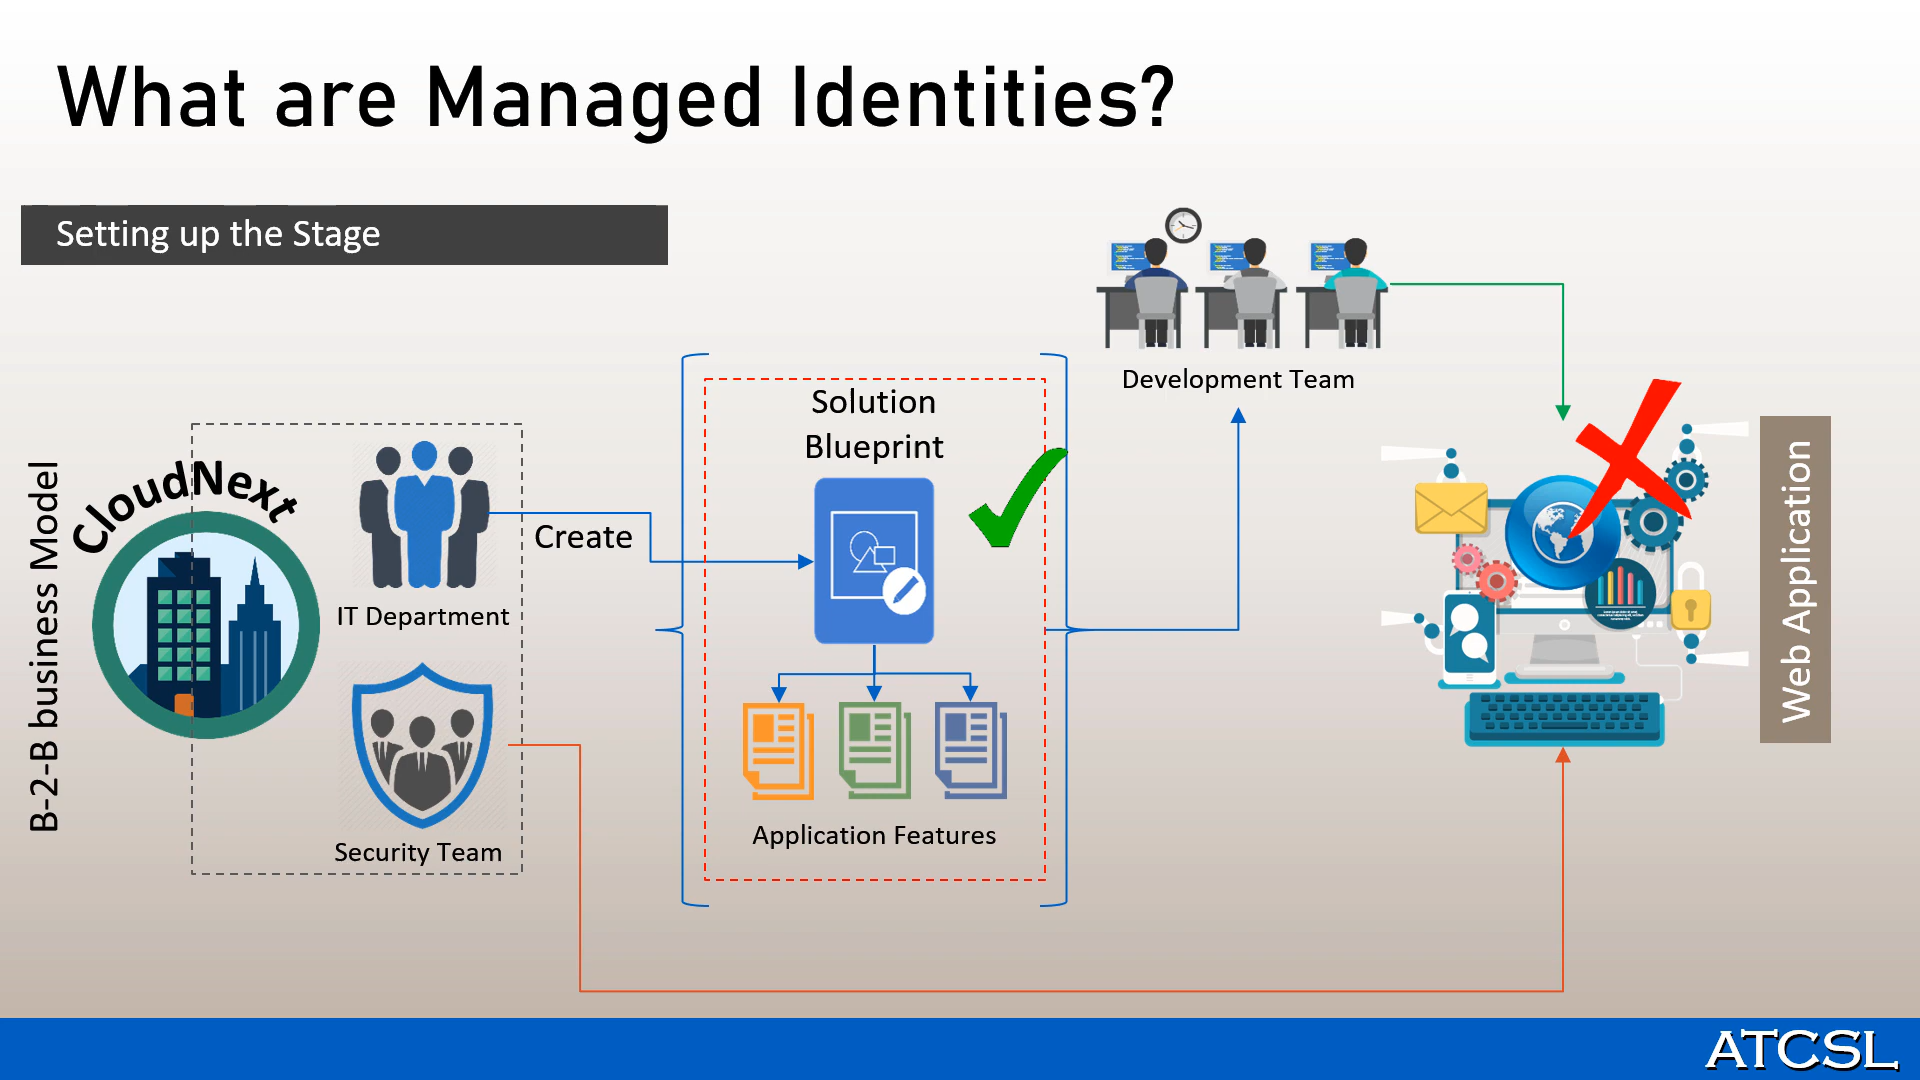 What are Managed Identities?
Setting up the Stage
B-2-B business Model
CloudNext
IT Department
Security Team
Create
Solution
Blueprint
Application Features
Development Team
Web Application
ATCSL